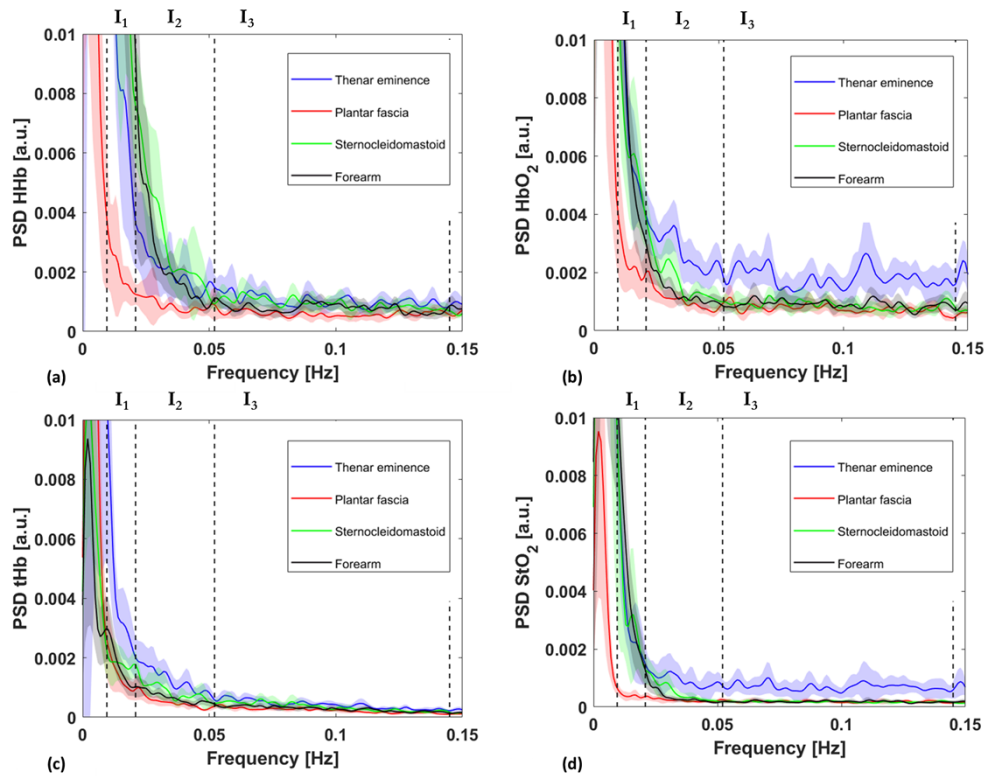 I1 I2 I3
0.01
0.008
0.006
0.004
0.002
0
PSD HHb [a.u.]
Thenar eminence
Plantar fascia
Sternocleidomastoid
Forearm
0 0.05 0.1 0.15
Frequency [Hz]
(a)
I1 I2 I3
0.01
0.008
0.006
0.004
0.002
0
PSD HbO2 [a.u.]
Thenar eminence
Plantar fascia
Sternocleidomastoid
Forearm
0 0.05 0.1 0.15
Frequency [Hz]
(b)
I1 I2 I3
0.01
0.008
0.006
0.004
0.002
0
PSD tHb [a.u.]
Thenar eminence
Plantar fascia
Sternocleidomastoid
Forearm
0 0.05 0.1 0.15
Frequency [Hz]
(c)
I1 I2 I3
0.01
0.008
0.006
0.004
0.002
0
PSD StO2 [a.u.]
Thenar eminence
Plantar fascia
Sternocleidomastoid
Forearm
0 0.05 0.1 0.15
Frequency [Hz]
(d)